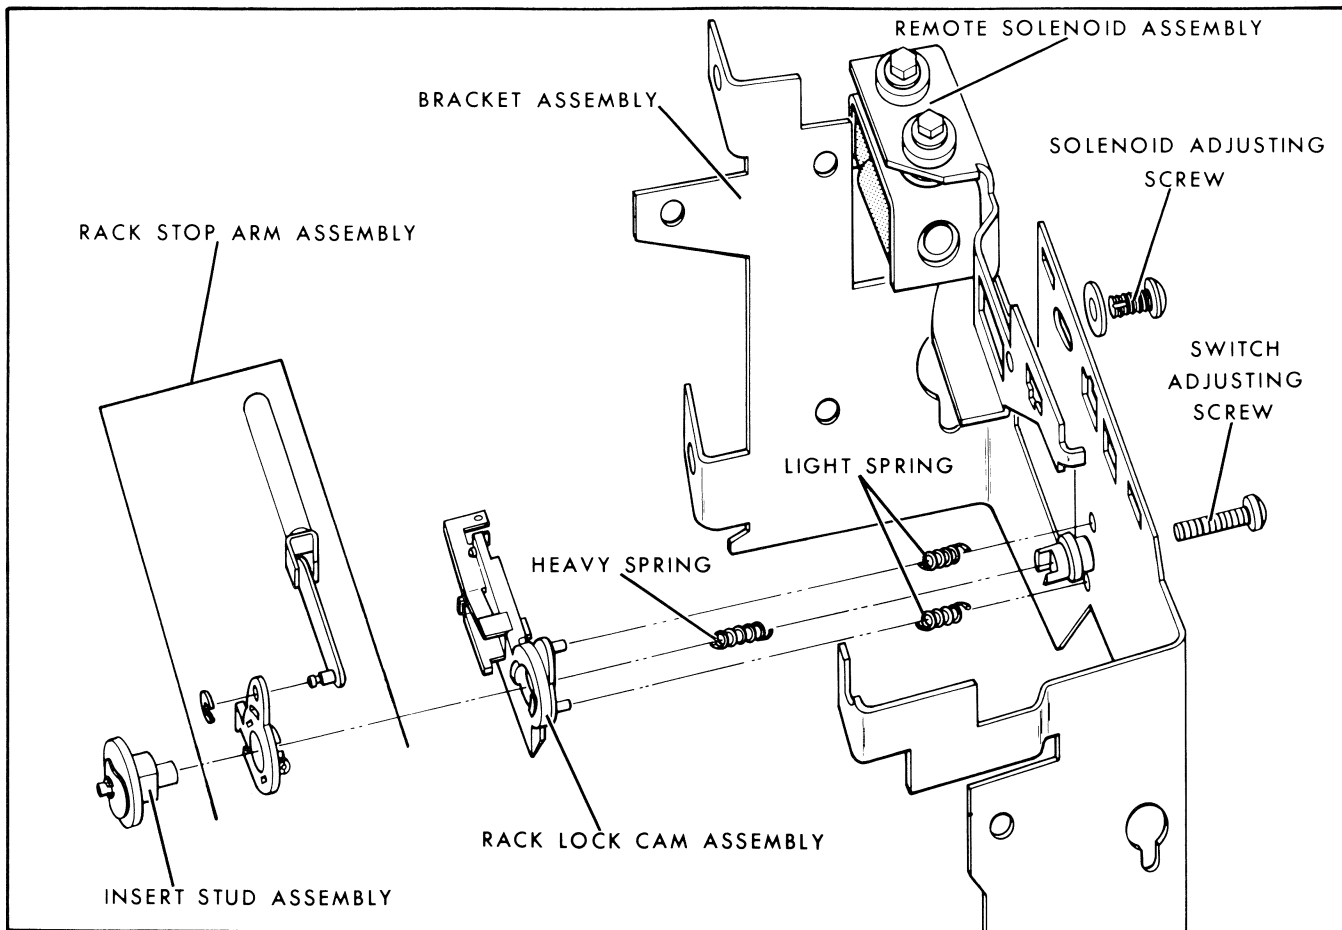 REMOTE SOLENOID ASSEMBLY
BRACKET ASSEMBLY
SOLENOID ADJUSTING
SCREW
RACK STOP ARM ASSEMBLY
SWITCH
ADJUSTING
SCREW
LIGHT SPRING
HEAVY SPRING
RACK LOCK CAM ASSEMBLY
INSERT STUD ASSEMBLY